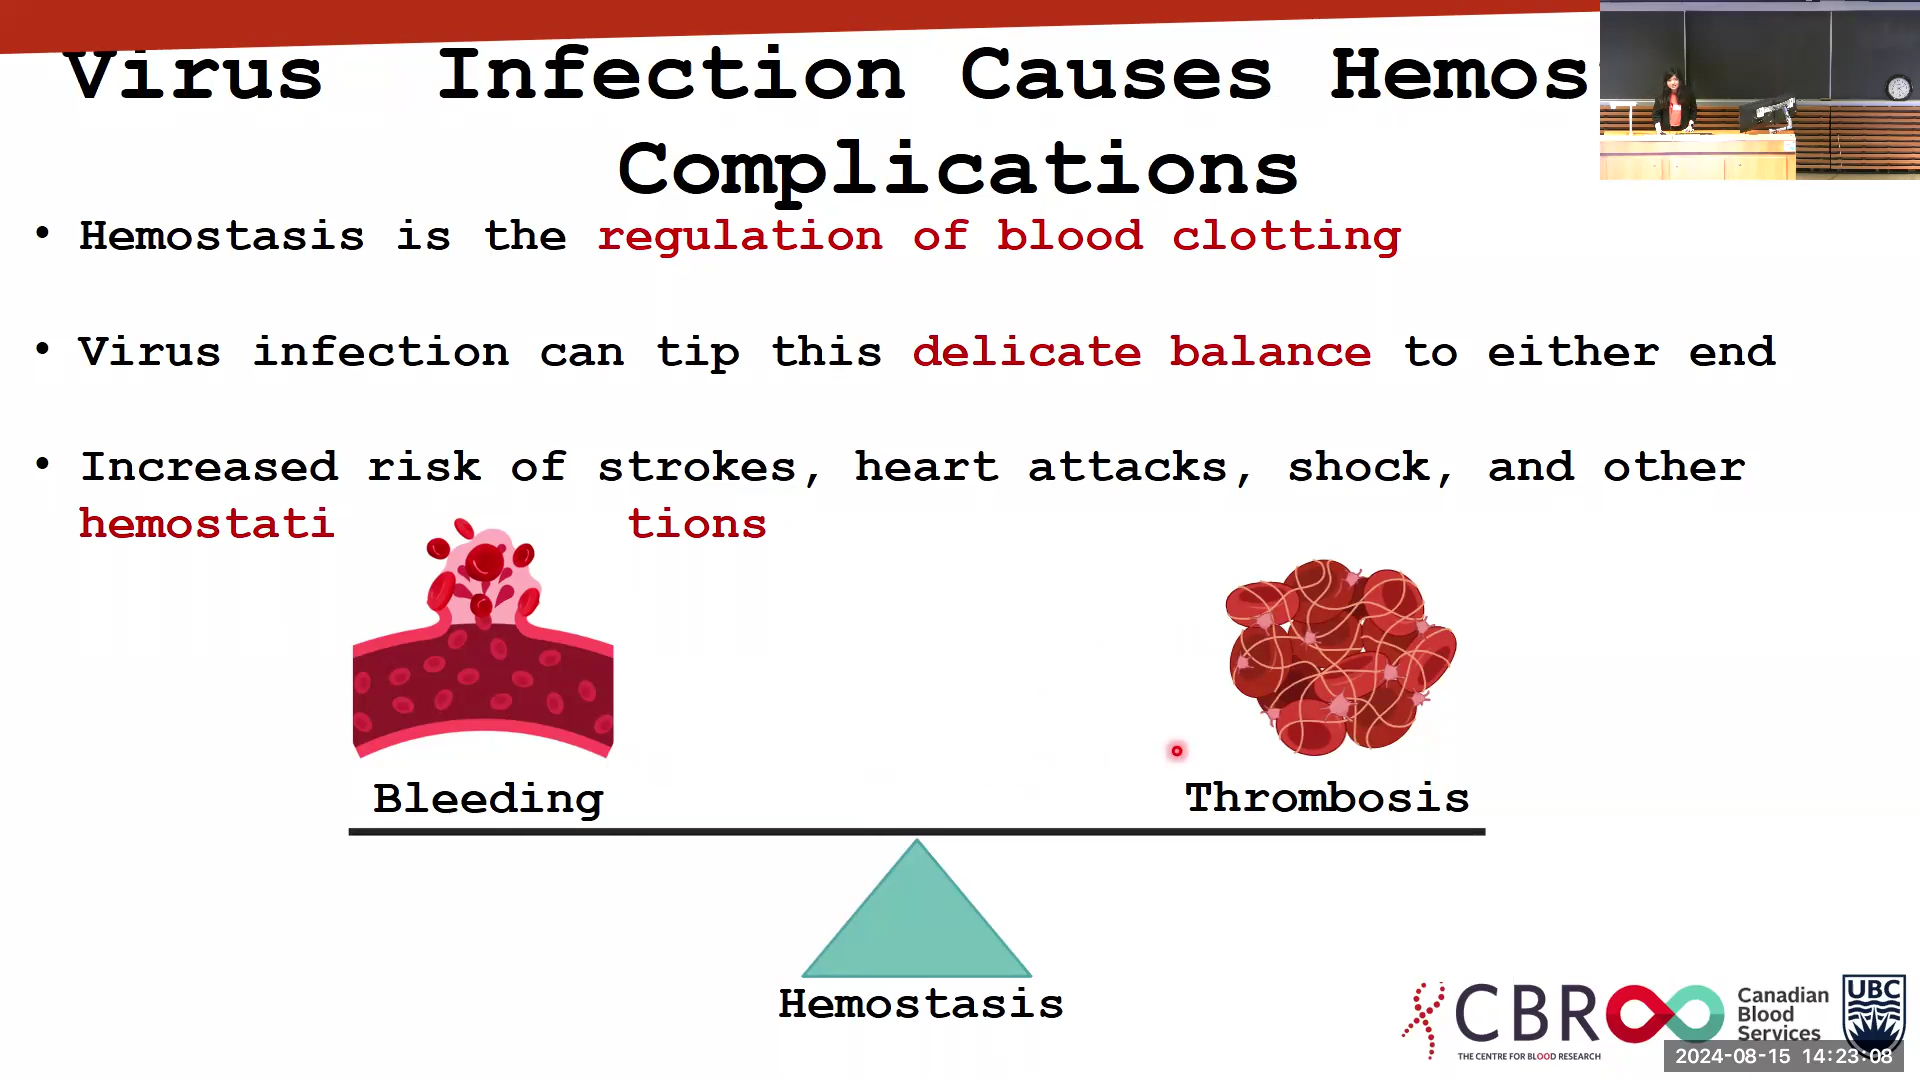 Virus Infection Causes Hemos
Complications
• Hemostasis is the regulation of blood clotting
• Virus infection can tip this delicate balance to either end
• Increased risk of strokes, heart attacks, shock, and other
hemostati tions
Bleeding
Thrombosis
Hemostasis
CBR
THE CENTRE FOR BLOOD RESEARCH
Canadian
Blood
Services
UBC
2024-08-15 14:23:08